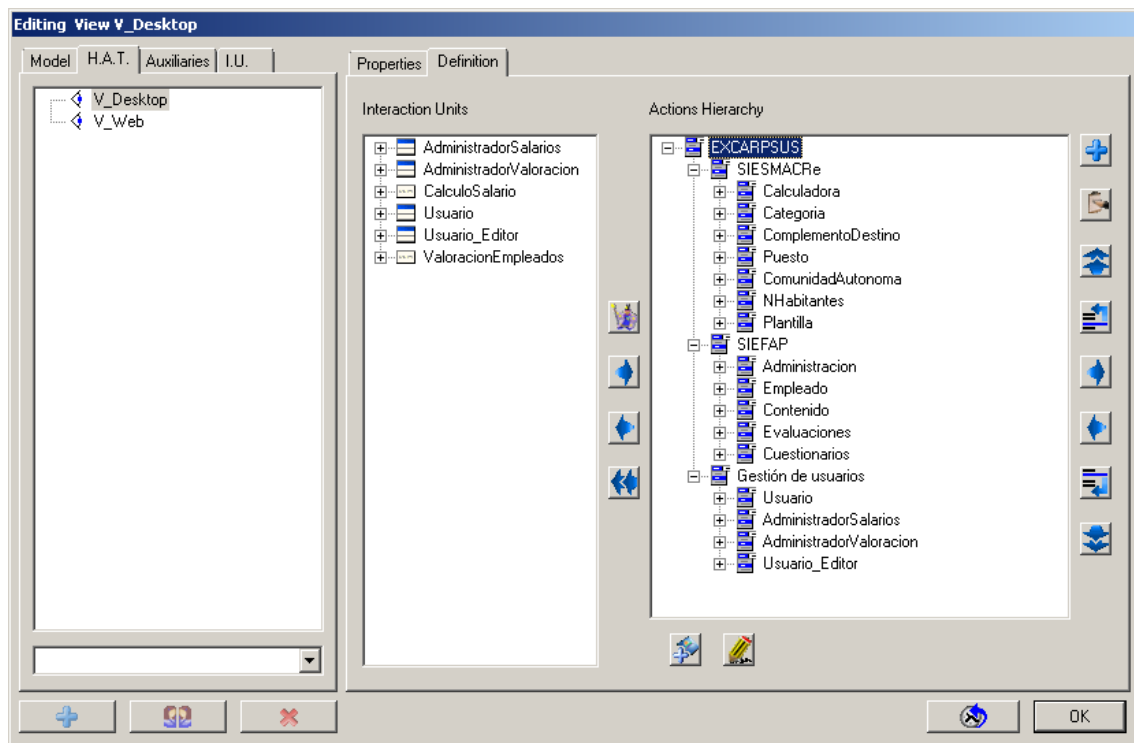 Editing View V_Desktop
Model H.A.T. Auxiliaries I.U.
V_Desktop
V_Web
Properties Definition
Interaction Units
AdministradorSalarios
AdministradorValoracion
CalculoSalario
Usuario
Usuario_Editor
ValoracionEmpleados
Actions Hierarchy
EXCARPSUS
SIESMACRe
Calculadora
Categoria
ComplementoDestino
Puesto
ComunidadAutonoma
NHabitantes
Plantilla
SIEFAP
Administracion
Empleado
Contenido
Evaluaciones
Cuestionarios
Gestión de usuarios
Usuario
AdministradorSalarios
AdministradorValoracion
Usuario_Editor
OK